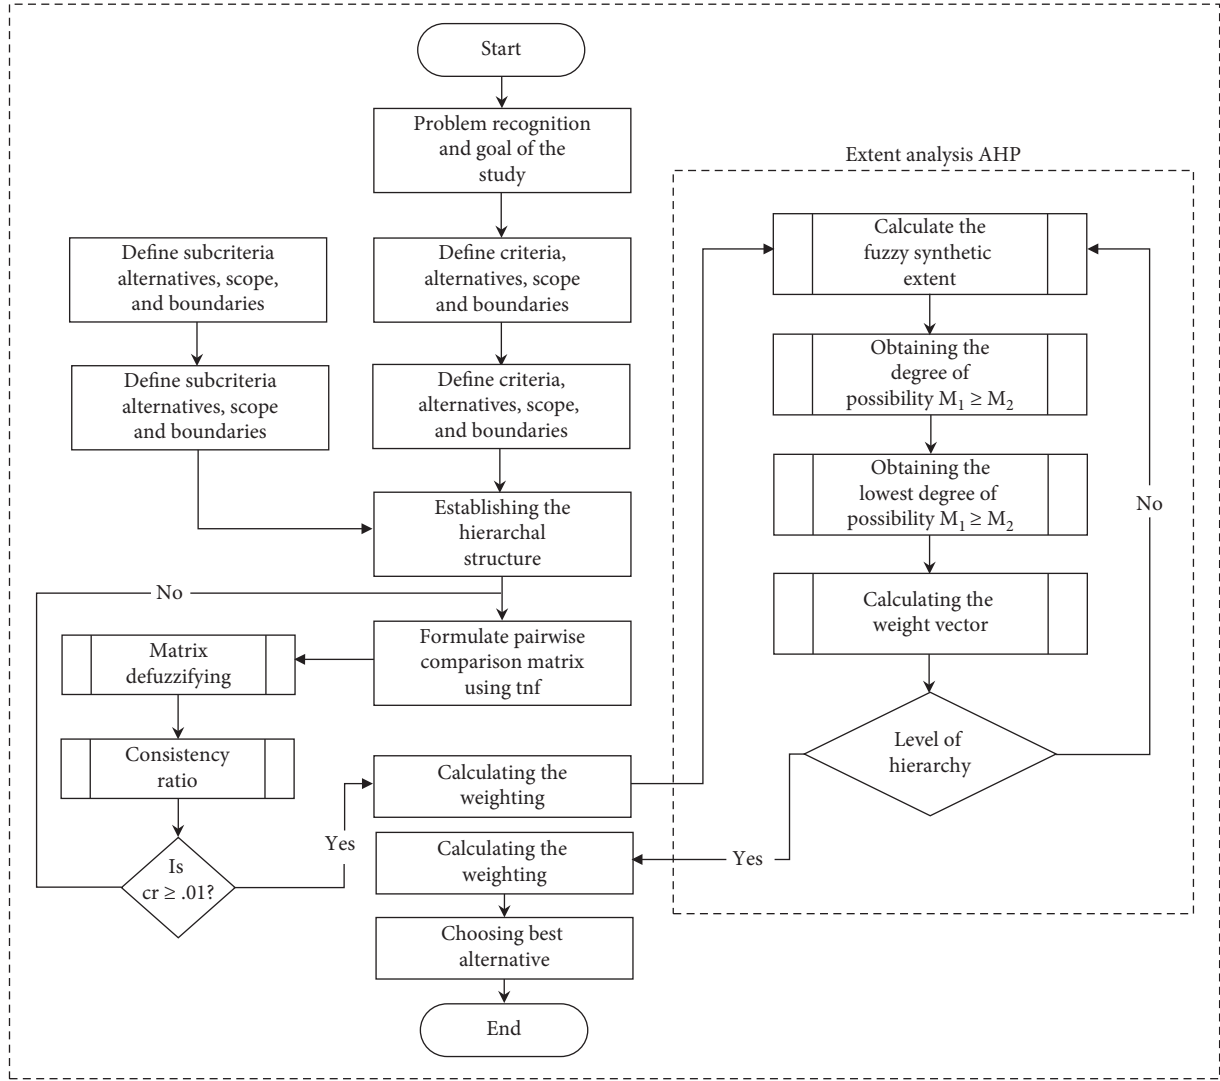 Start
Problem recognition
and goal of the
study
Define subcriteria
alternatives, scope,
and boundaries
Define criteria,
alternatives, scope
and boundaries
Define subcriteria
alternatives, scope
and boundaries
Define criteria,
alternatives, scope,
and boundaries
Establishing the
hierarchal
structure
No
Formulate pairwise
comparison matrix
using tnf
Matrix
defuzzifying
Consistency
ratio
Is
cr ≥ .01?
Yes
Calculating the
weighting
Extent analysis AHP
Calculate the
fuzzy synthetic
extent
Obtaining the
degree of
possibility M₁ ≥ M₂
Obtaining the
lowest degree of
possibility M₁ ≥ M₂
Calculating the
weight vector
Level of
hierarchy
No
Yes
Calculating the
weighting
Choosing best
alternative
End